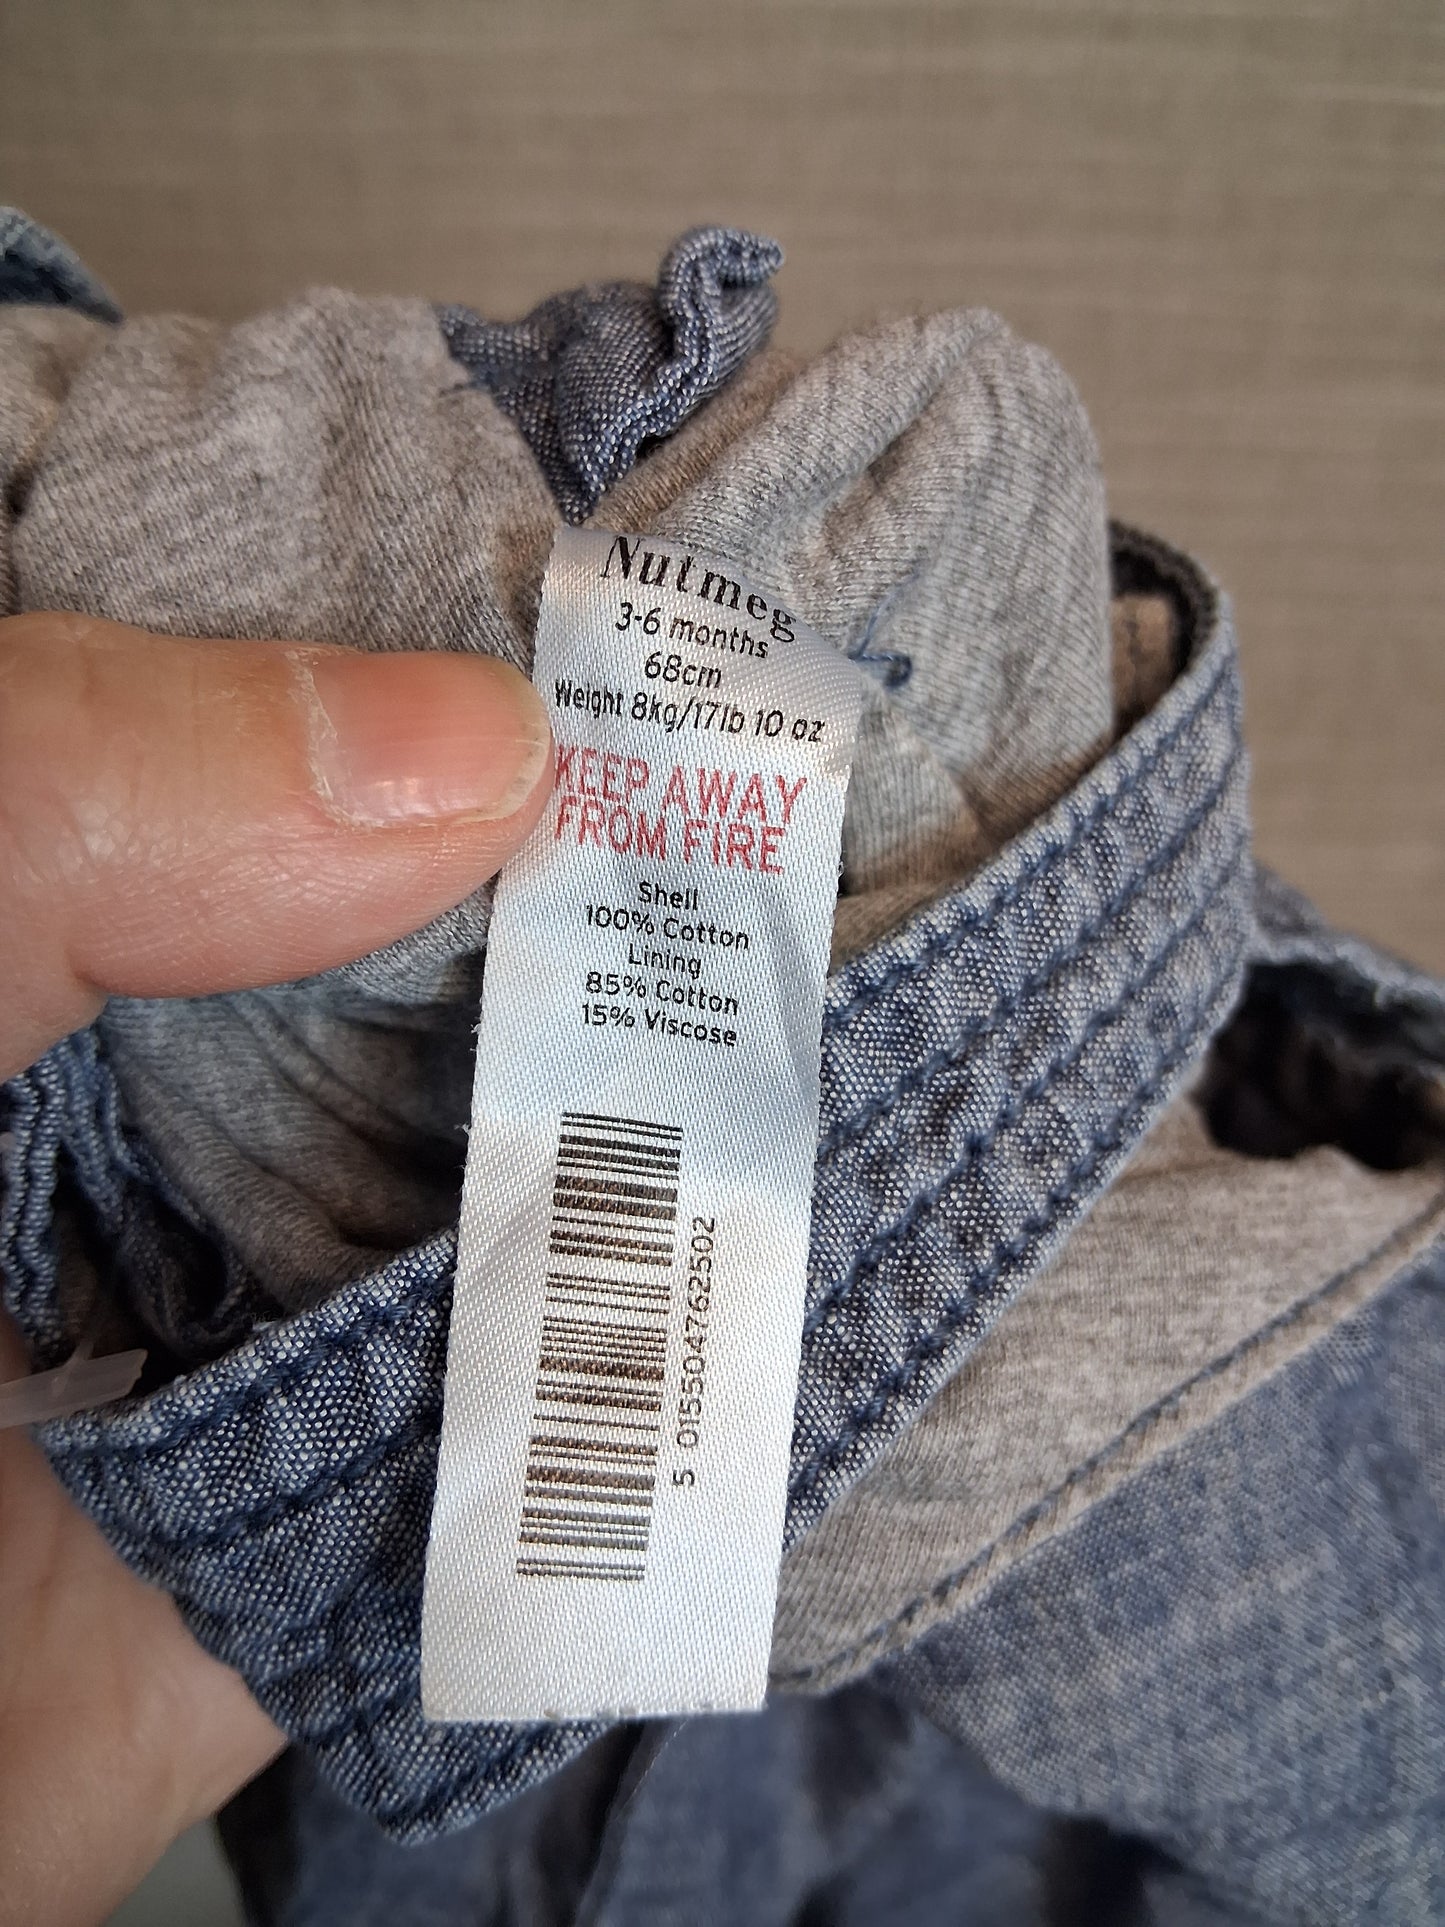 Nutmeg
3-6 months
68cm
Weight 8kg/17lb 10 oz
KEEP AWAY
FROM FIRE
Shell
100% Cotton
Lining
85% Cotton
15% Viscose
5 015504762502